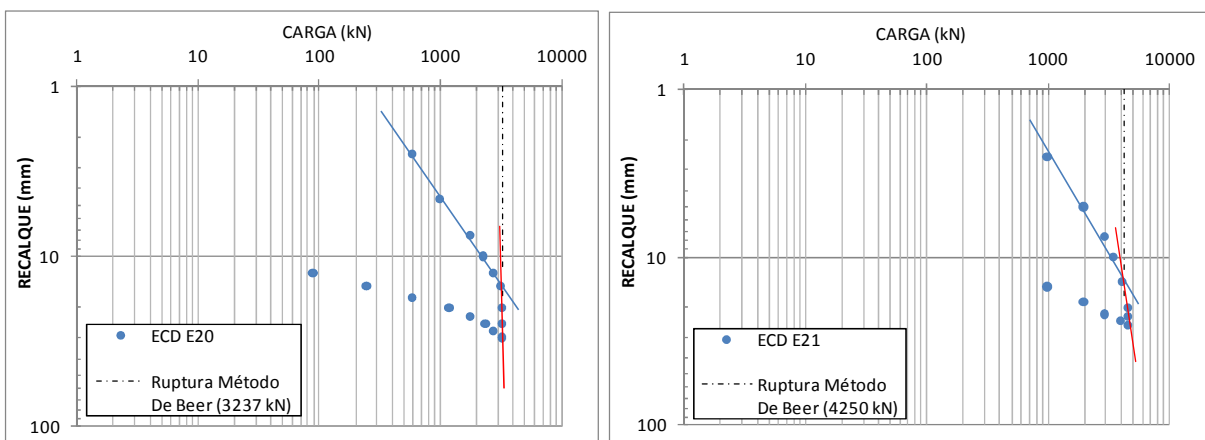 CARGA (kN)
1 10 100 1000 10000
1
10
100
RECALQUE (mm)
ECD E20
Ruptura Método
De Beer (3237 kN)
CARGA (kN)
1 10 100 1000 10000
1
10
100
RECALQUE (mm)
ECD E21
Ruptura Método
De Beer (4250 kN)